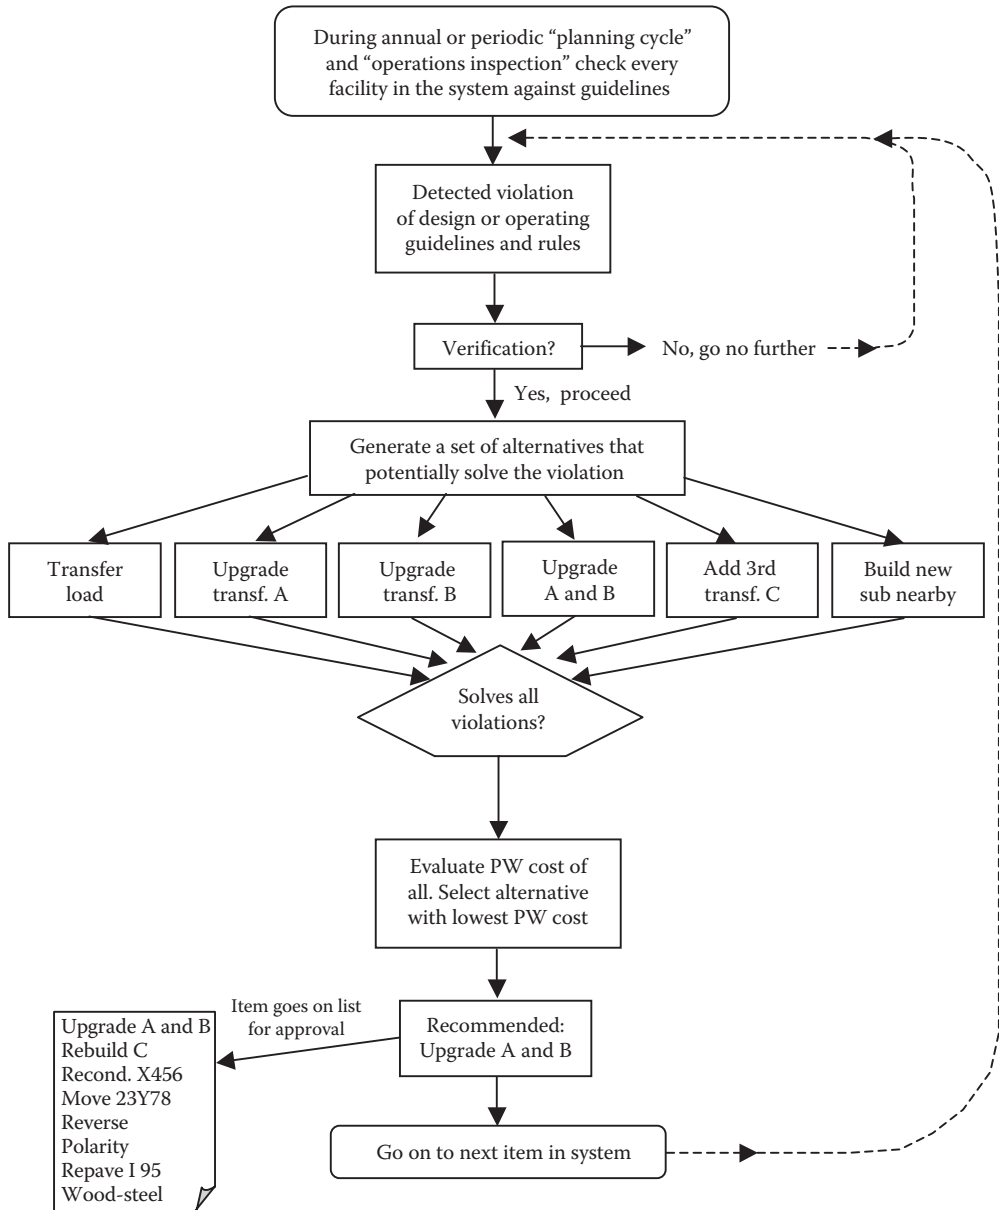 During annual or periodic “planning cycle”
and “operations inspection” check every
facility in the system against guidelines
Detected violation
of design or operating
guidelines and rules
Verification?
No, go no further
Yes, proceed
Generate a set of alternatives that
potentially solve the violation
Transfer
load
Upgrade
transf. A
Upgrade
transf. B
Upgrade
A and B
Add 3rd
transf. C
Build new
sub nearby
Solves all
violations?
Evaluate PW cost of
all. Select alternative
with lowest PW cost
Item goes on list
for approval
Recommended:
Upgrade A and B
Upgrade A and B
Rebuild C
Recond. X456
Move 23Y78
Reverse
Polarity
Repave I 95
Wood-steel
Go on to next item in system